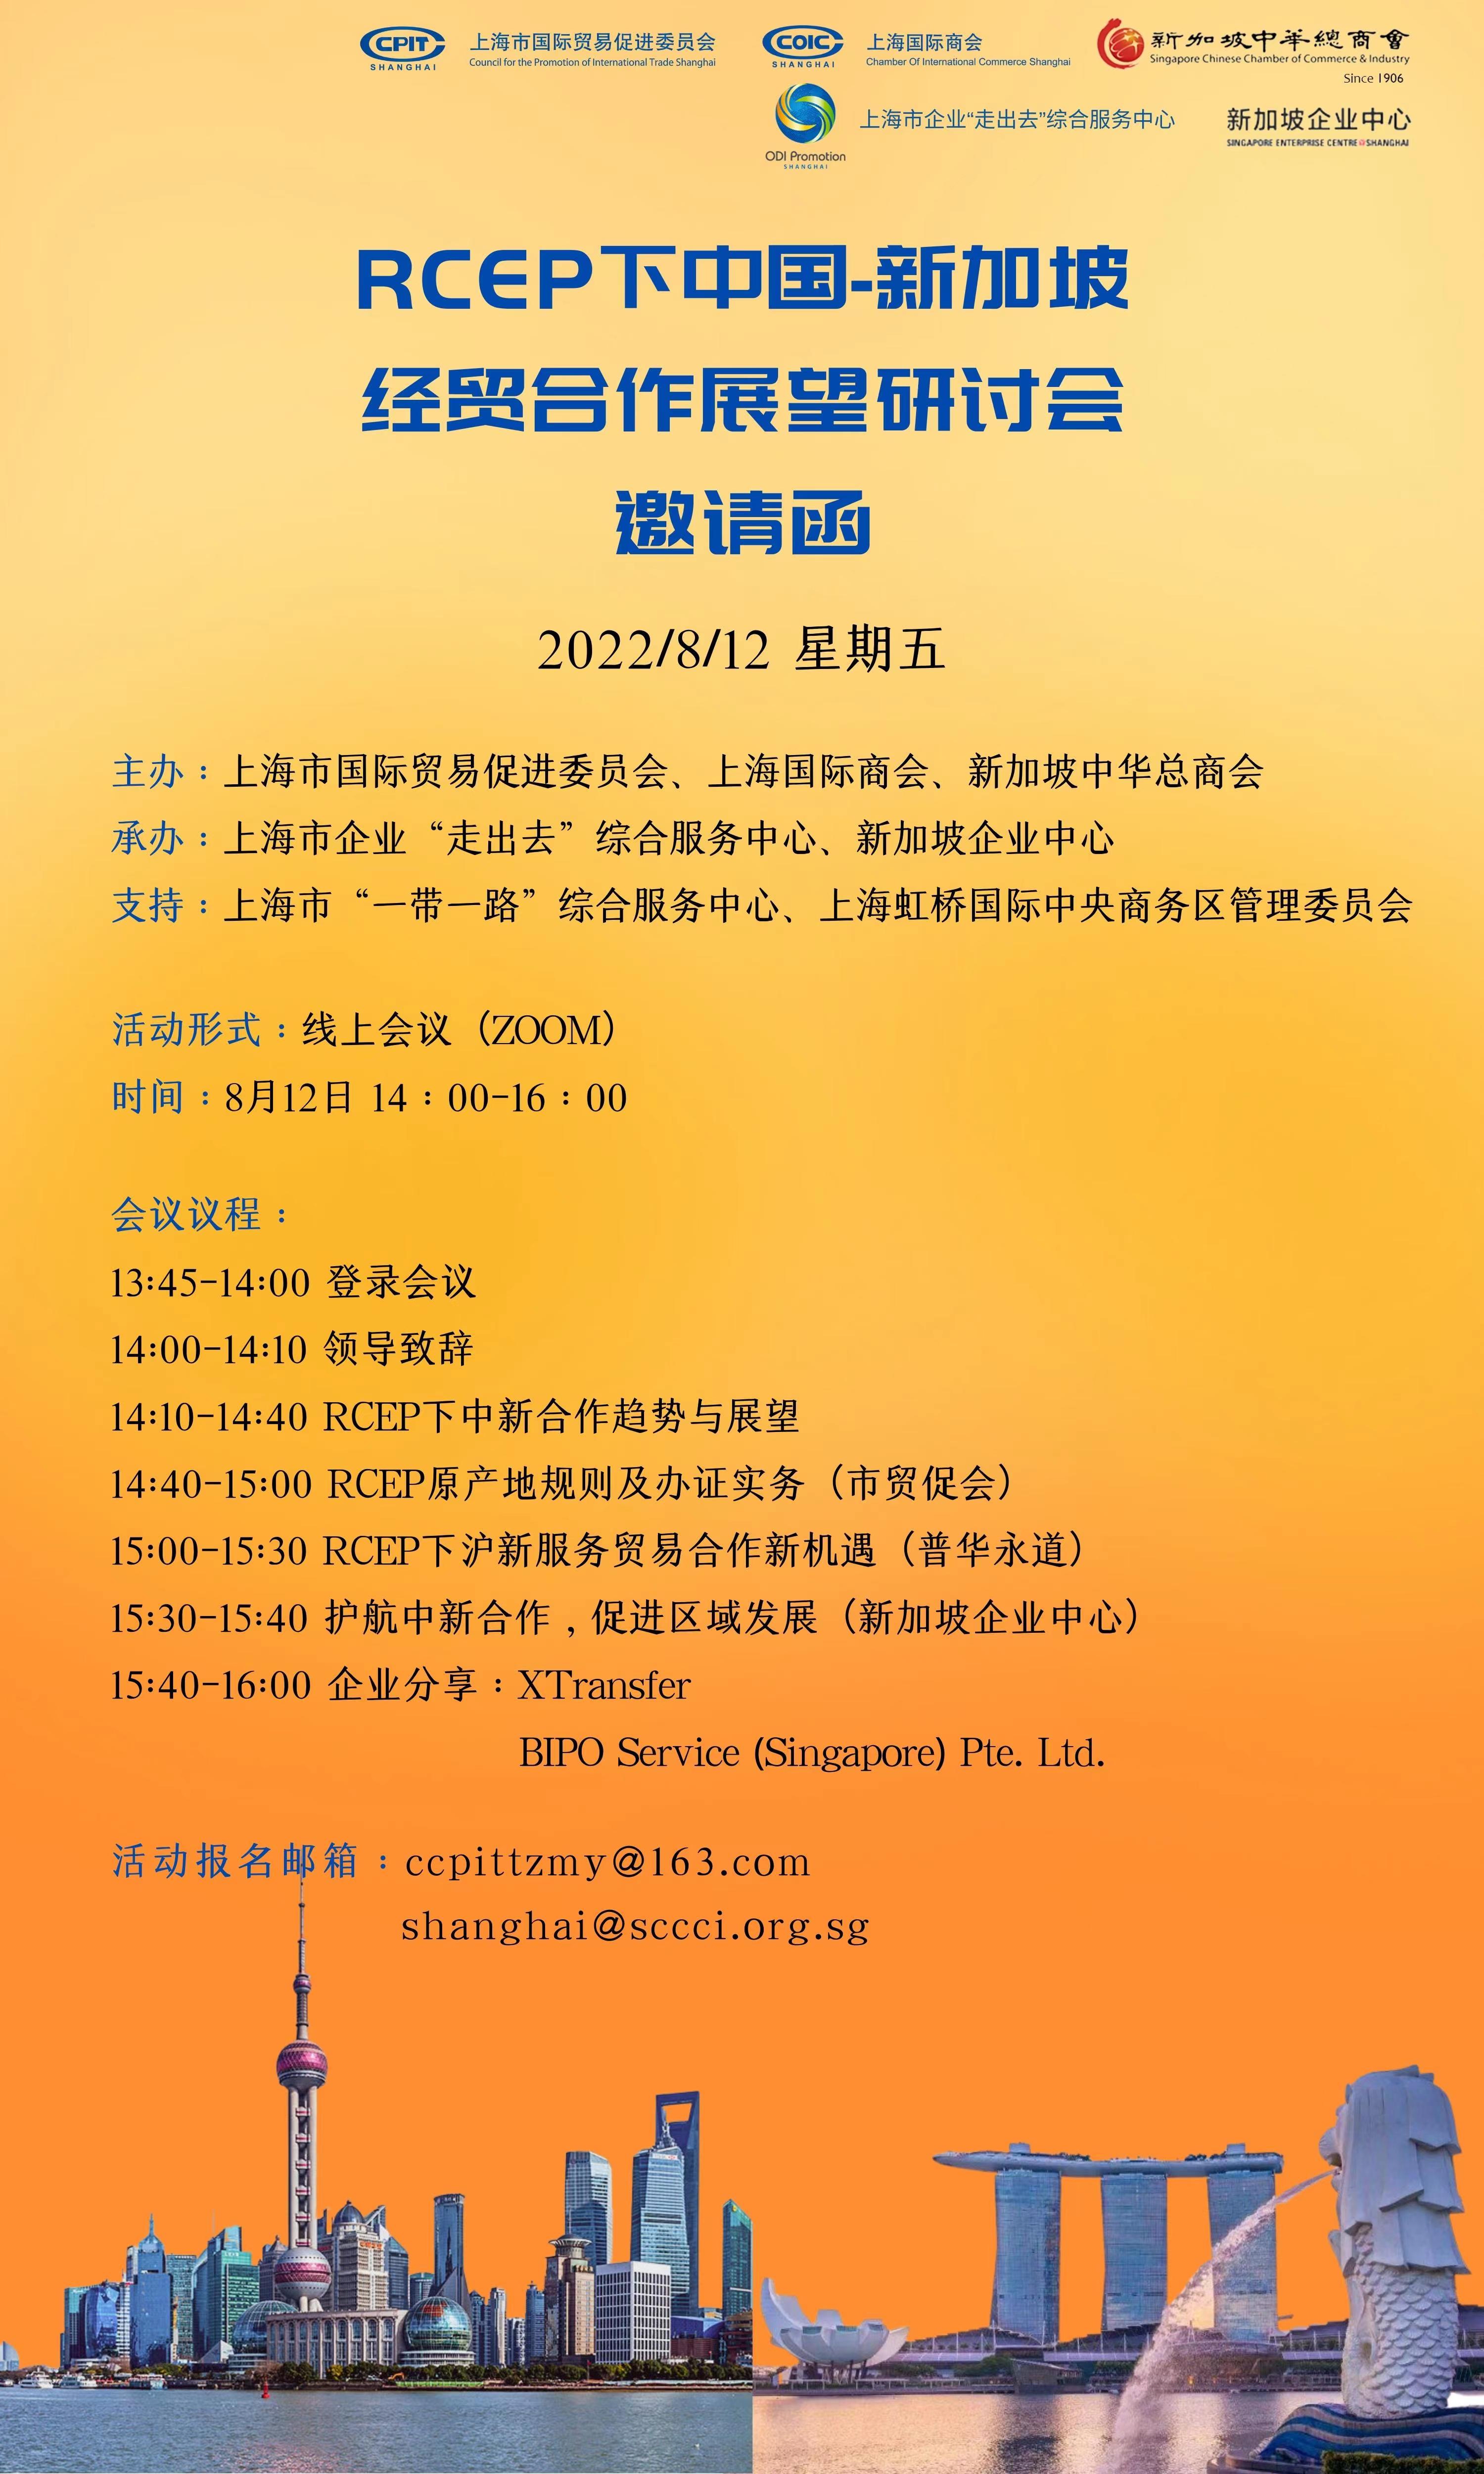 CPIT SHANGHAI
上海市国际贸易促进委员会
Council for the Promotion of International Trade Shanghai
COIC SHANGHAI
上海国际商会
Chamber Of International Commerce Shanghai
新加坡中华總商會
Singapore Chinese Chamber of Commerce & Industry
Since 1906
ODI Promotion
SHANGHAI
上海市企业“走出去”综合服务中心
新加坡企业中心
SINGAPORE ENTERPRISE CENTRE@SHANGHAI
RCEP下中国-新加坡
经贸合作展望研讨会
邀请函
2022/8/12 星期五
主办：上海市国际贸易促进委员会、上海国际商会、新加坡中华总商会
承办：上海市企业“走出去”综合服务中心、新加坡企业中心
支持：上海市“一带一路”综合服务中心、上海虹桥国际中央商务区管理委员会
活动形式：线上会议（ZOOM）
时间：8月12日 14：00-16：00
会议议程：
13:45-14:00 登录会议
14:00-14:10 领导致辞
14:10-14:40 RCEP下中新合作趋势与展望
14:40-15:00 RCEP原产地规则及办证实务（市贸促会）
15:00-15:30 RCEP下沪新服务贸易合作新机遇（普华永道）
15:30-15:40 护航中新合作，促进区域发展（新加坡企业中心）
15:40-16:00 企业分享：XTransfer
BIPO Service (Singapore) Pte. Ltd.
活动报名邮箱：ccpittzmy@163.com
shanghai@sccci.org.sg